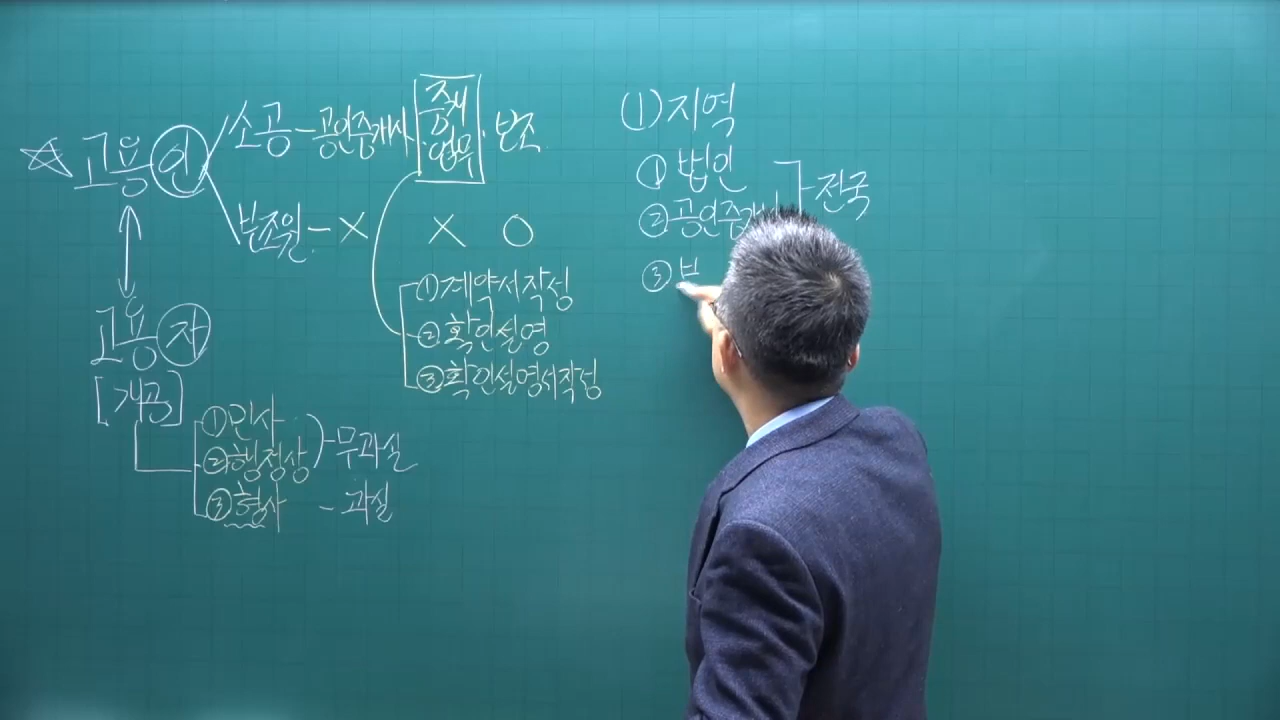 ☆고용인
소공-공인중개사·중개업무·보조
보조원-X X O
①계약서작성
②확인설명
③확인설명서작성
고용자
[개공]
①민사
②행정상 -무과실
③형사 -과실
(1)지역
①법인
②공인중개 전국
③